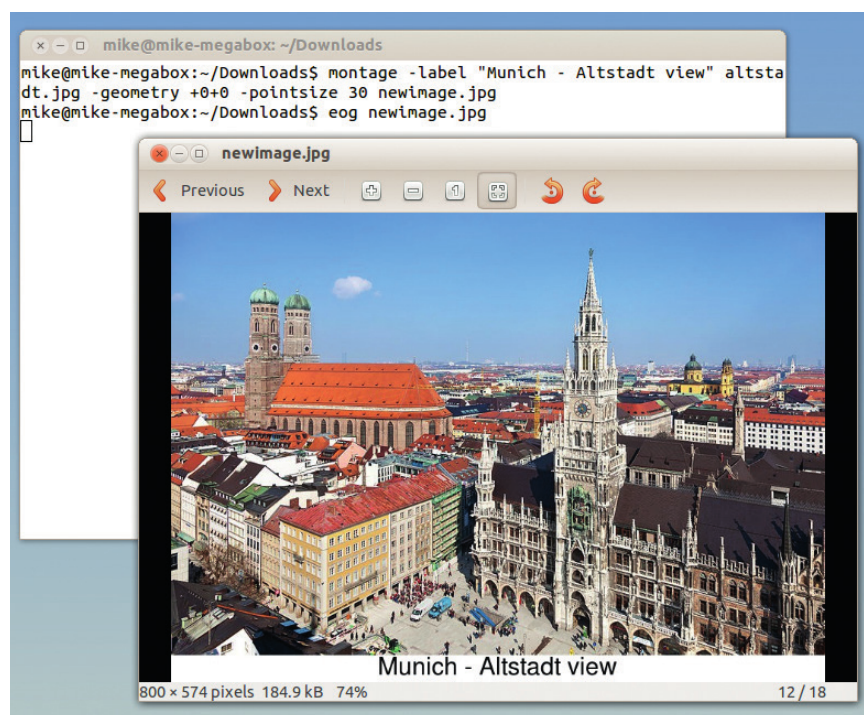 mike@mike-megabox: ~/Downloads
mike@mike-megabox:~/Downloads$ montage -label "Munich - Altstadt view" altsta
dt.jpg -geometry +0+0 -pointsize 30 newimage.jpg
mike@mike-megabox:~/Downloads$ eog newimage.jpg
newimage.jpg
Previous Next
Munich - Altstadt view
800 × 574 pixels 184.9 kB 74% 12 / 18